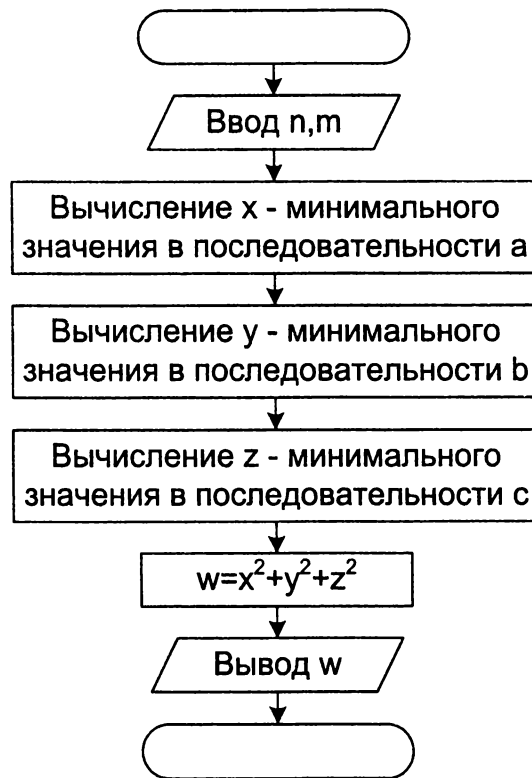 Ввод n,m
Вычисление x - минимального
значения в последовательности a
Вычисление y - минимального
значения в последовательности b
Вычисление z - минимального
значения в последовательности c
w=x²+y²+z²
Вывод w